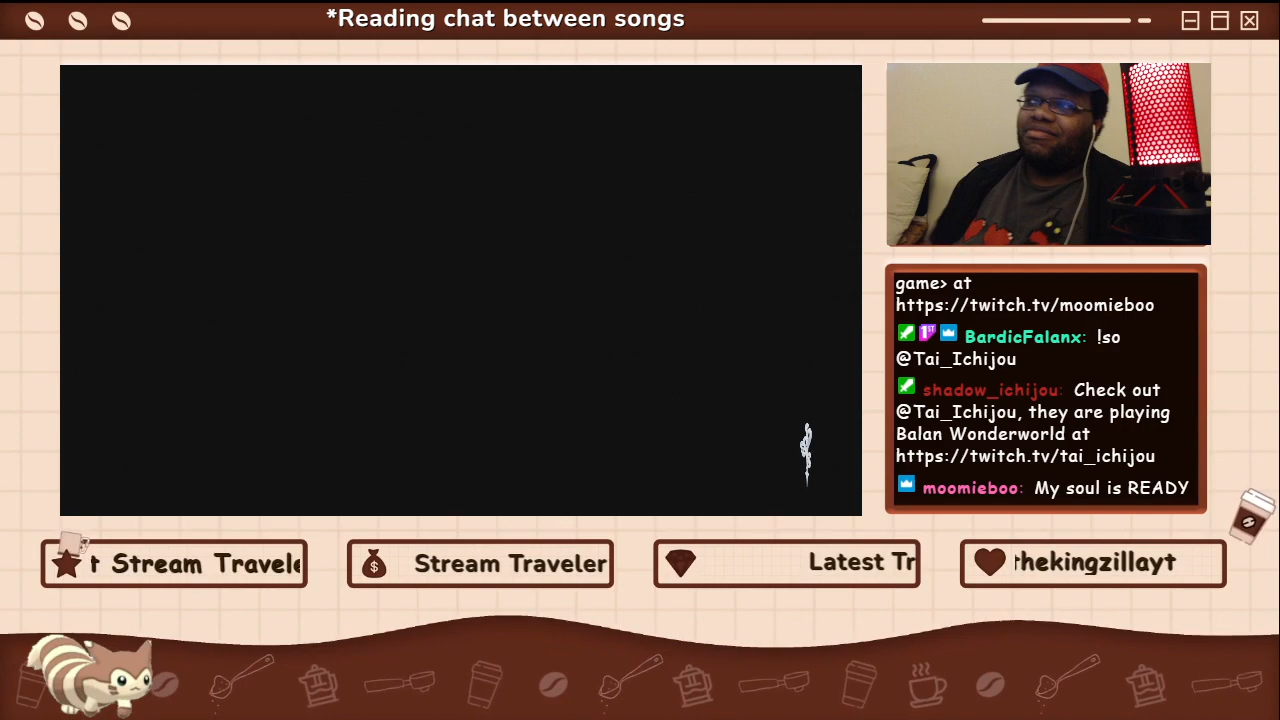 *Reading chat between songs
game> at
https://twitch.tv/moomieboo
1ST BardicFalanx: !so
@Tai_Ichijou
shadow_ichijou: Check out
@Tai_Ichijou, they are playing
Balan Wonderworld at
https://twitch.tv/tai_ichijou
moomieboo: My soul is READY
t Stream Travele
Stream Traveler
Latest Tr
thekingzillayt